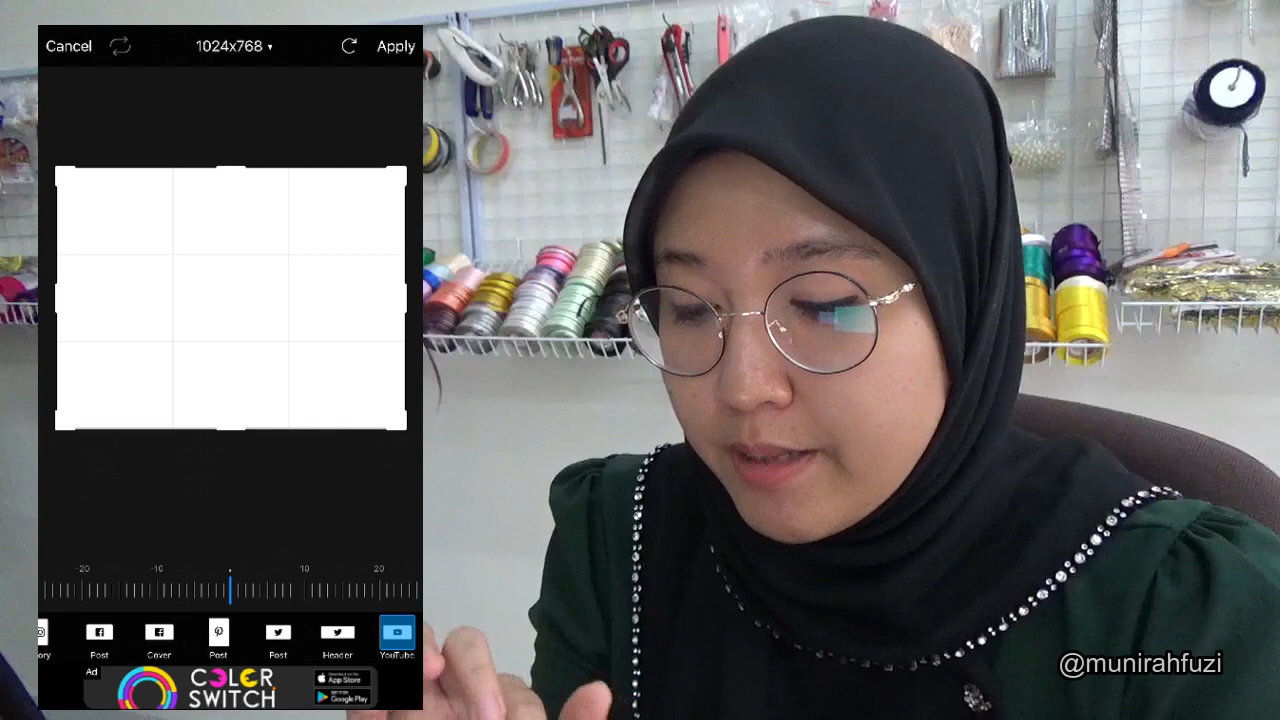 Cancel 1024x768 ▾ Apply
-20 -10 10 20
ory Post Cover Post Post Header YouTube
Ad
COLOR
SWITCH
App Store
Google Play
@munirahfuzi